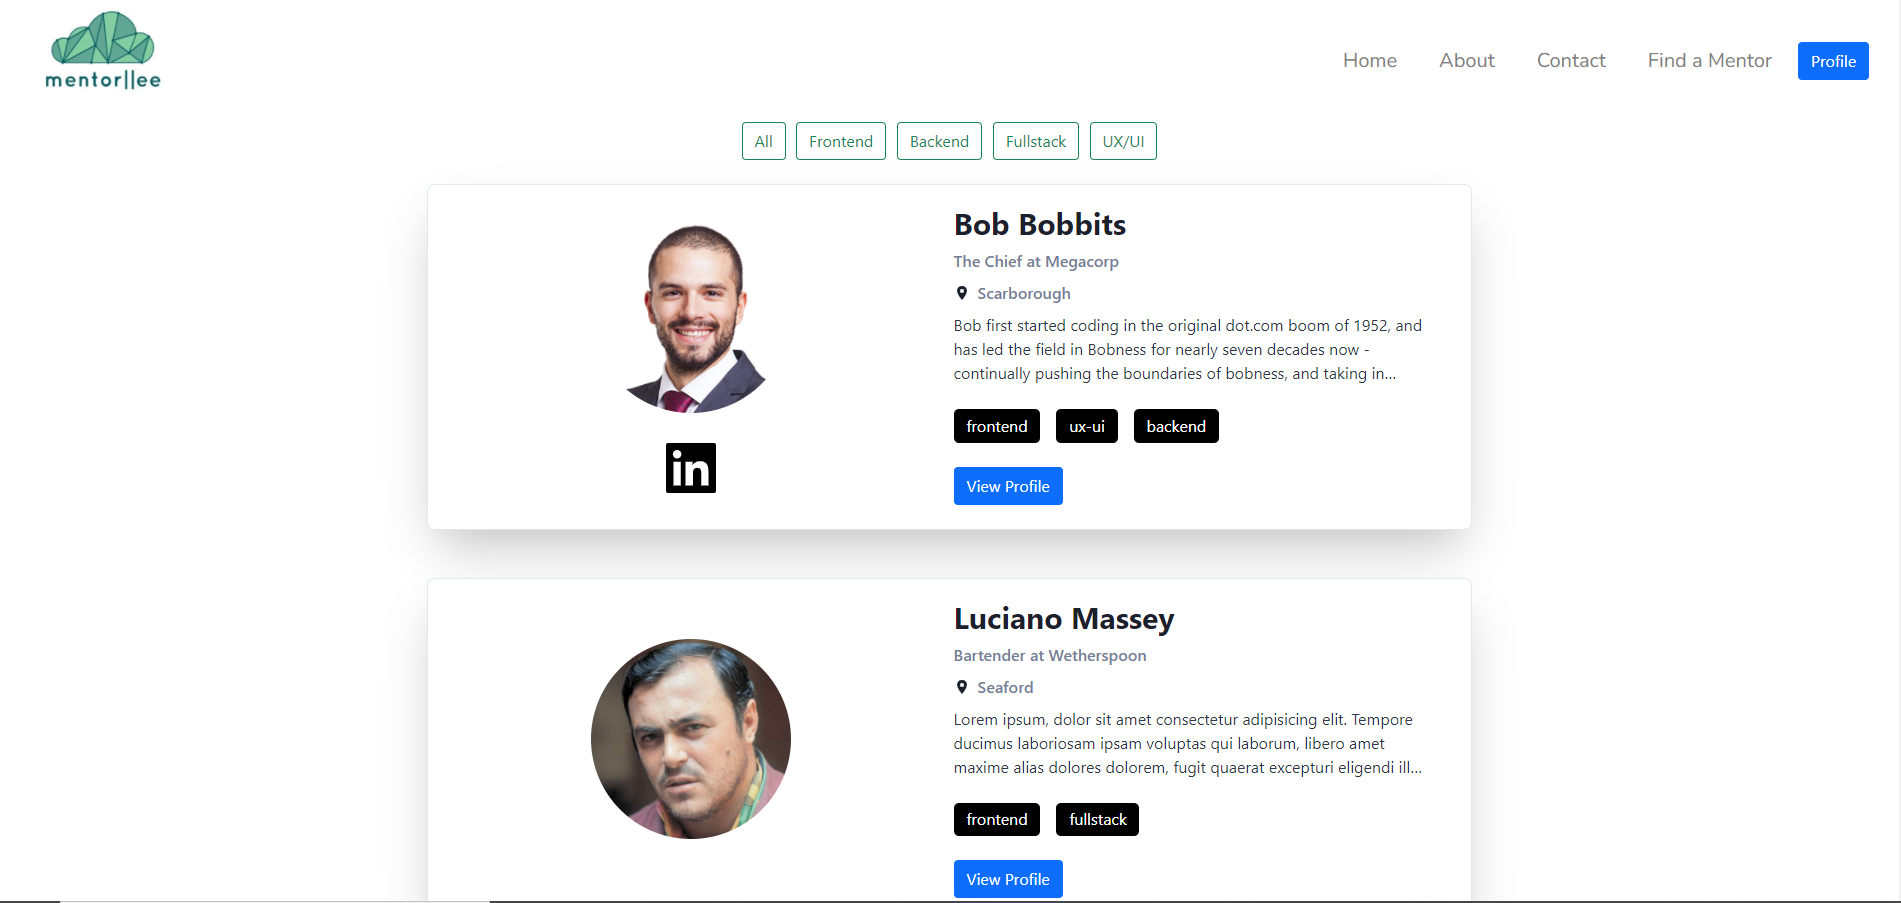 mentor||ee
Home About Contact Find a Mentor Profile
All Frontend Backend Fullstack UX/UI
Bob Bobbits
The Chief at Megacorp
Scarborough
Bob first started coding in the original dot.com boom of 1952, and
has led the field in Bobness for nearly seven decades now -
continually pushing the boundaries of bobness, and taking in...
frontend ux-ui backend
in
View Profile
Luciano Massey
Bartender at Wetherspoon
Seaford
Lorem ipsum, dolor sit amet consectetur adipisicing elit. Tempore
ducimus laboriosam ipsam voluptas qui laborum, libero amet
maxime alias dolores dolorem, fugit quaerat excepturi eligendi ill...
frontend fullstack
View Profile